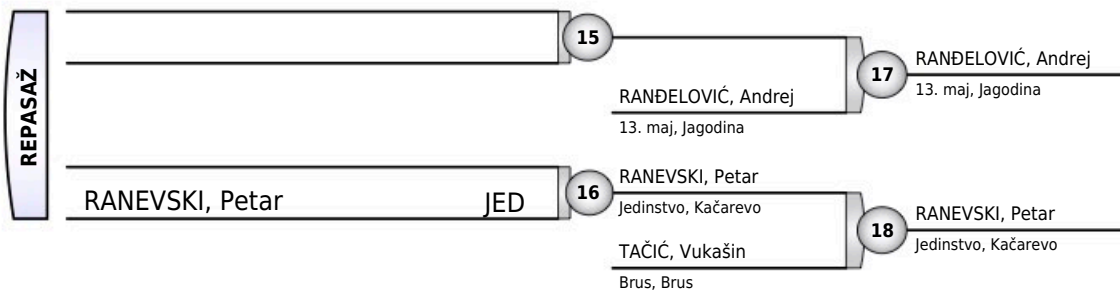 REPASAŽ
15
RANĐELOVIĆ, Andrej
13. maj, Jagodina
17
RANĐELOVIĆ, Andrej
13. maj, Jagodina
RANEVSKI, Petar JED
16
RANEVSKI, Petar
Jedinstvo, Kačarevo
TAČIĆ, Vukašin
Brus, Brus
18
RANEVSKI, Petar
Jedinstvo, Kačarevo